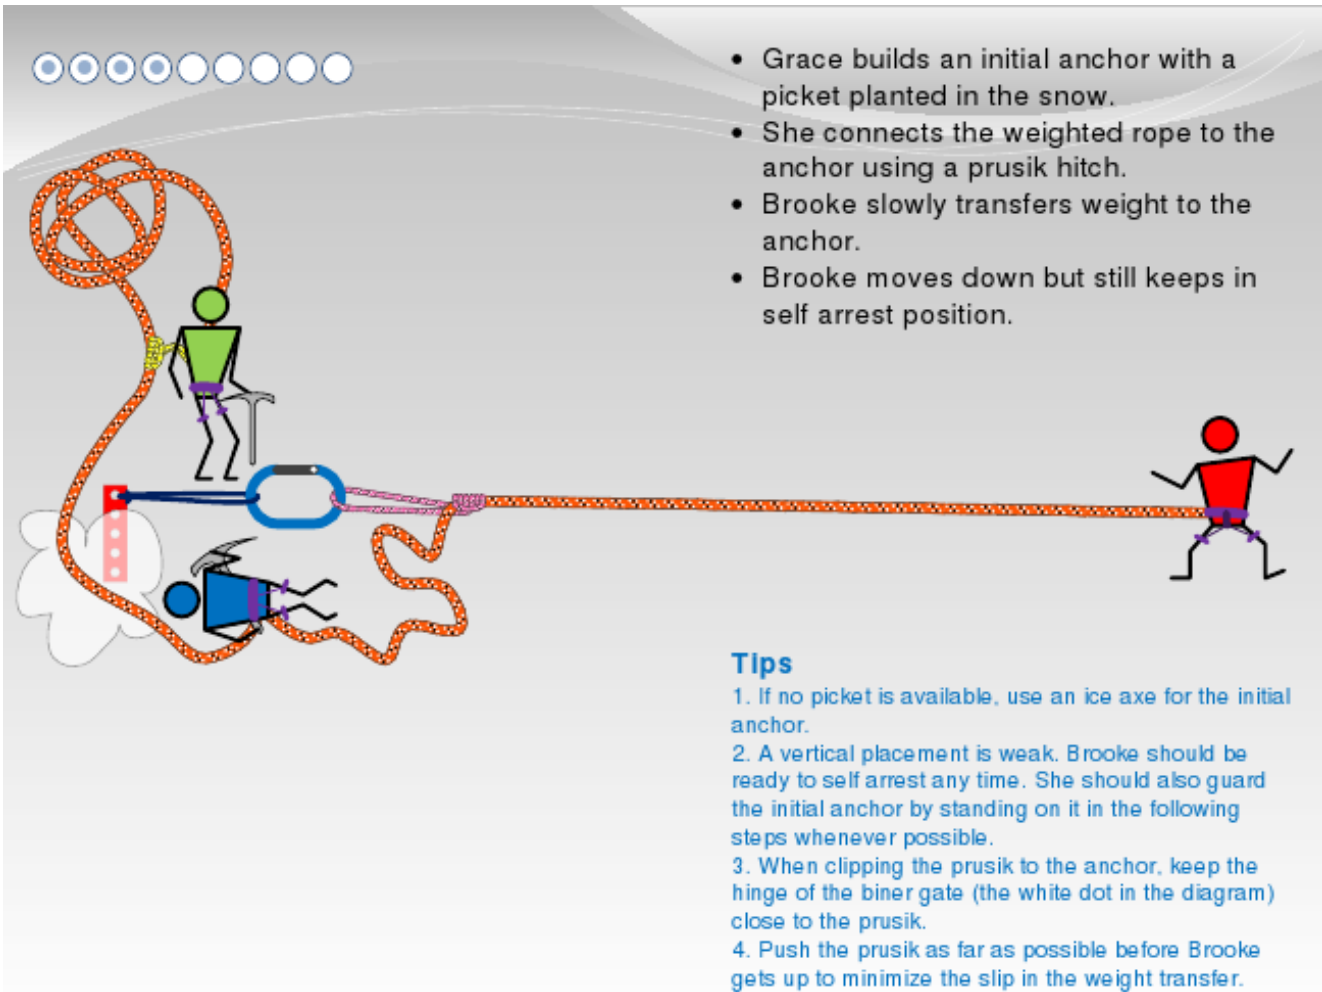 • Grace builds an initial anchor with a
picket planted in the snow.
• She connects the weighted rope to the
anchor using a prusik hitch.
• Brooke slowly transfers weight to the
anchor.
• Brooke moves down but still keeps in
self arrest position.
Tips
1. If no picket is available, use an ice axe for the initial
anchor.
2. A vertical placement is weak. Brooke should be
ready to self arrest any time. She should also guard
the initial anchor by standing on it in the following
steps whenever possible.
3. When clipping the prusik to the anchor, keep the
hinge of the biner gate (the white dot in the diagram)
close to the prusik.
4. Push the prusik as far as possible before Brooke
gets up to minimize the slip in the weight transfer.